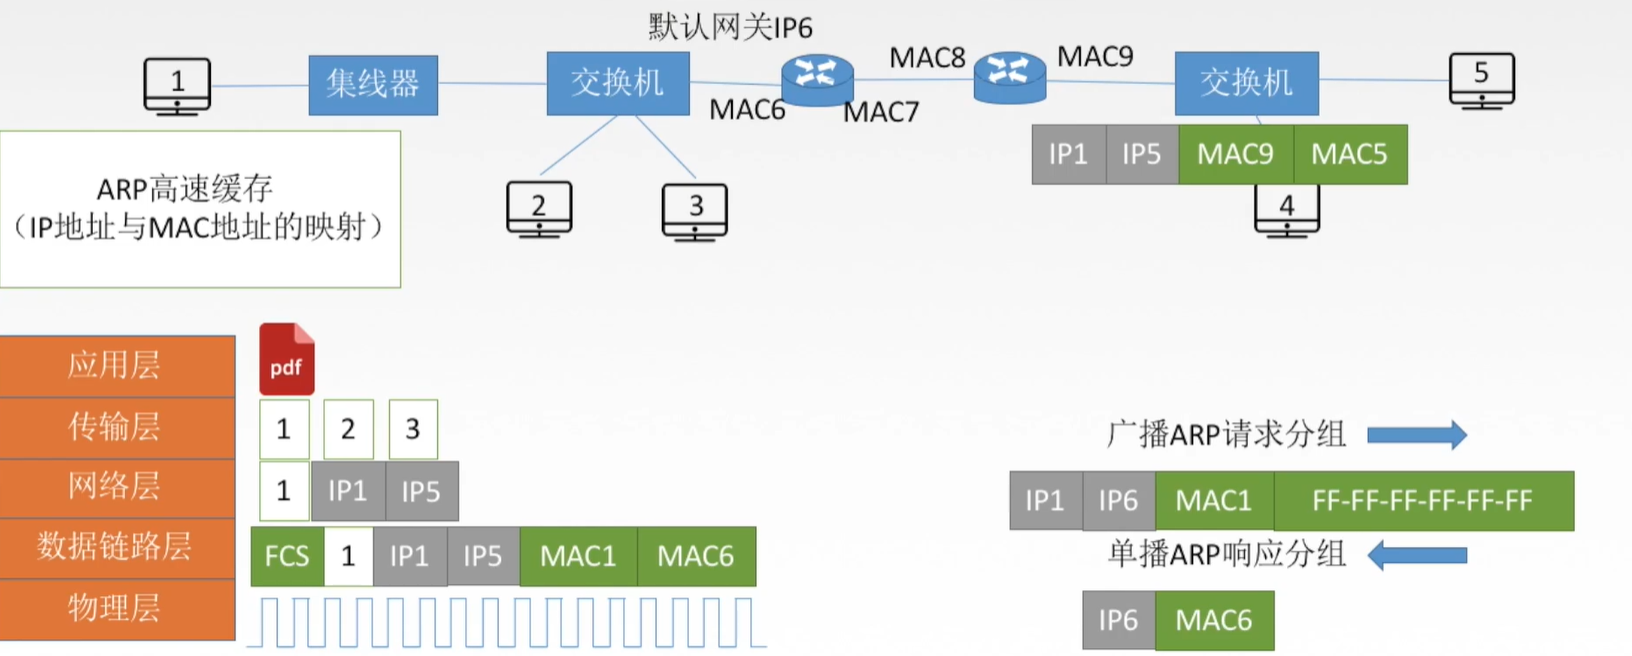 默认网关IP6
1
集线器
交换机
MAC6
MAC7
MAC8
MAC9
交换机
5
2
3
4
IP1 IP5 MAC9 MAC5
ARP高速缓存
（IP地址与MAC地址的映射）
应用层
pdf
传输层
1 2 3
网络层
1 IP1 IP5
数据链路层
FCS 1 IP1 IP5 MAC1 MAC6
物理层
广播ARP请求分组
IP1 IP6 MAC1 FF-FF-FF-FF-FF-FF
单播ARP响应分组
IP6 MAC6